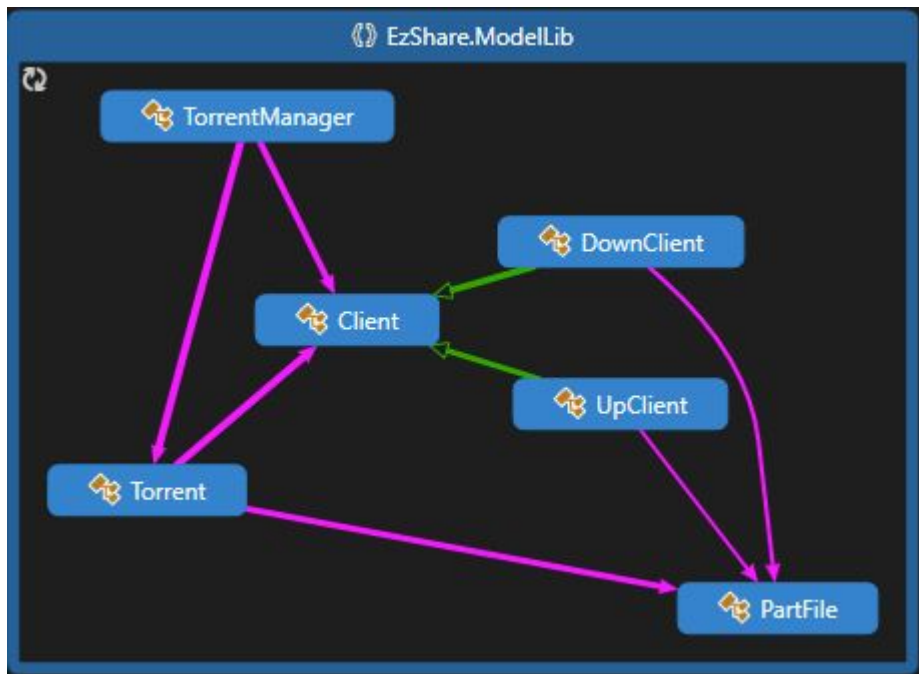 EzShare.ModelLib
TorrentManager
DownClient
Client
UpClient
Torrent
PartFile